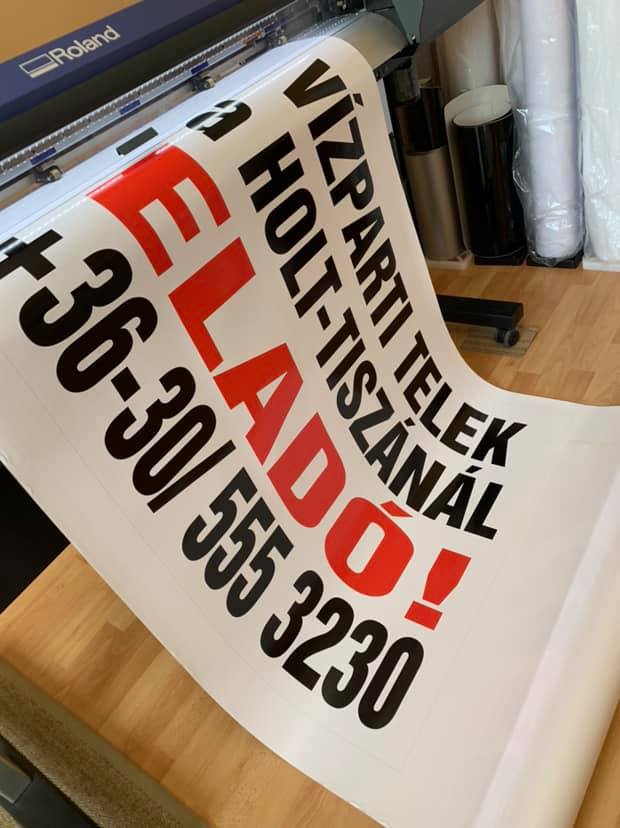 Roland
VÍZPARTI TELEK
a HOLT-TISZÁNÁL
ELADÓ!
+36-30/ 555 3230